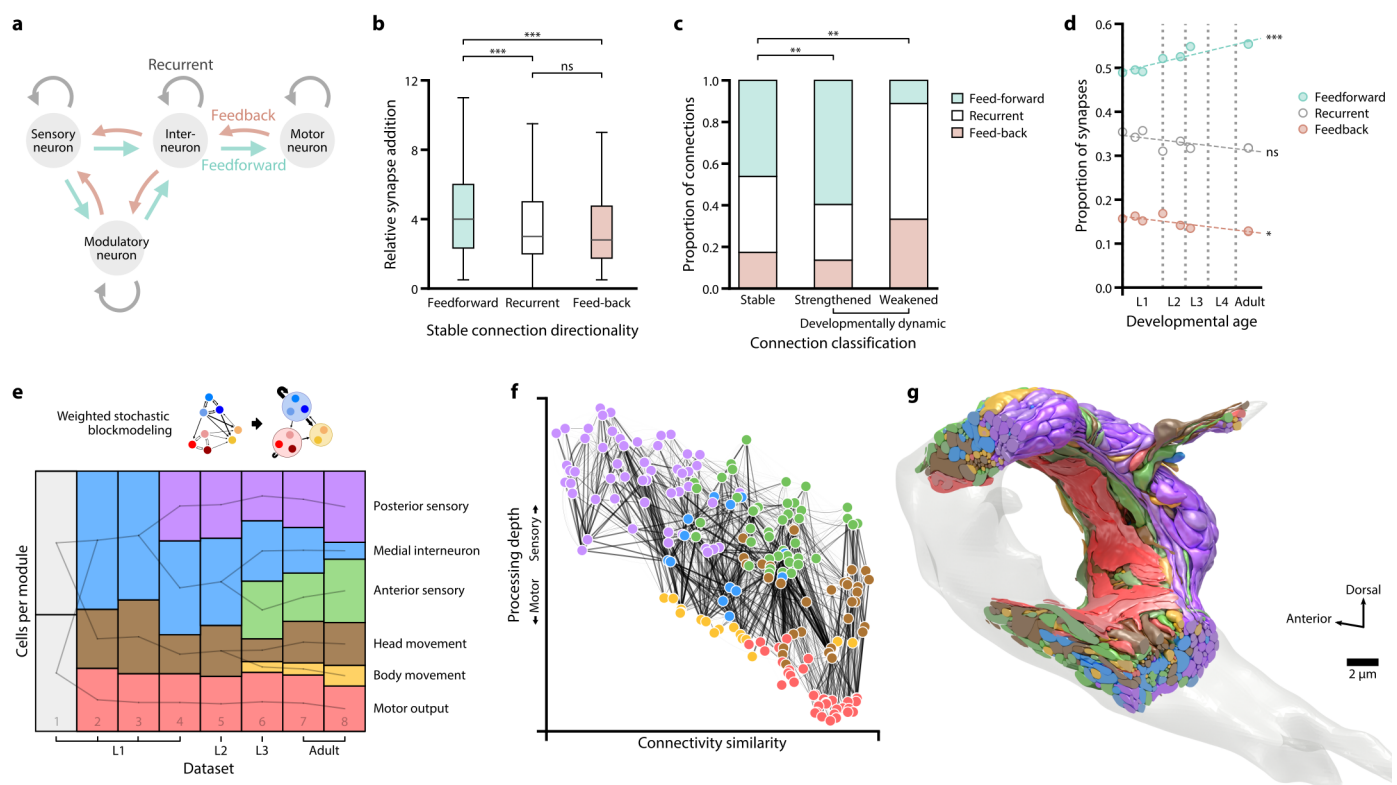 a
Recurrent
Sensory
neuron
Inter-
neuron
Motor
neuron
Feedback
Feedforward
Modulatory
neuron
b
***
***
ns
Relative synapse addition
12
8
4
0
Feedforward
Recurrent
Feed-back
Stable connection directionality
c
**
**
Proportion of connections
1.0
0.8
0.6
0.4
0.2
0.0
Feed-forward
Recurrent
Feed-back
Stable
Strengthened
Weakened
Developmentally dynamic
Connection classification
d
Proportion of synapses
0.6
0.5
0.4
0.3
0.2
0.1
0.0
***
ns
*
Feedforward
Recurrent
Feedback
L1
L2
L3
L4
Adult
Developmental age
e
Weighted stochastic
blockmodeling
Cells per module
Posterior sensory
Medial interneuron
Anterior sensory
Head movement
Body movement
Motor output
1
2
3
4
5
6
7
8
L1
L2
L3
Adult
Dataset
f
Processing depth
Motor
Sensory
Connectivity similarity
g
Dorsal
Anterior
2 μm